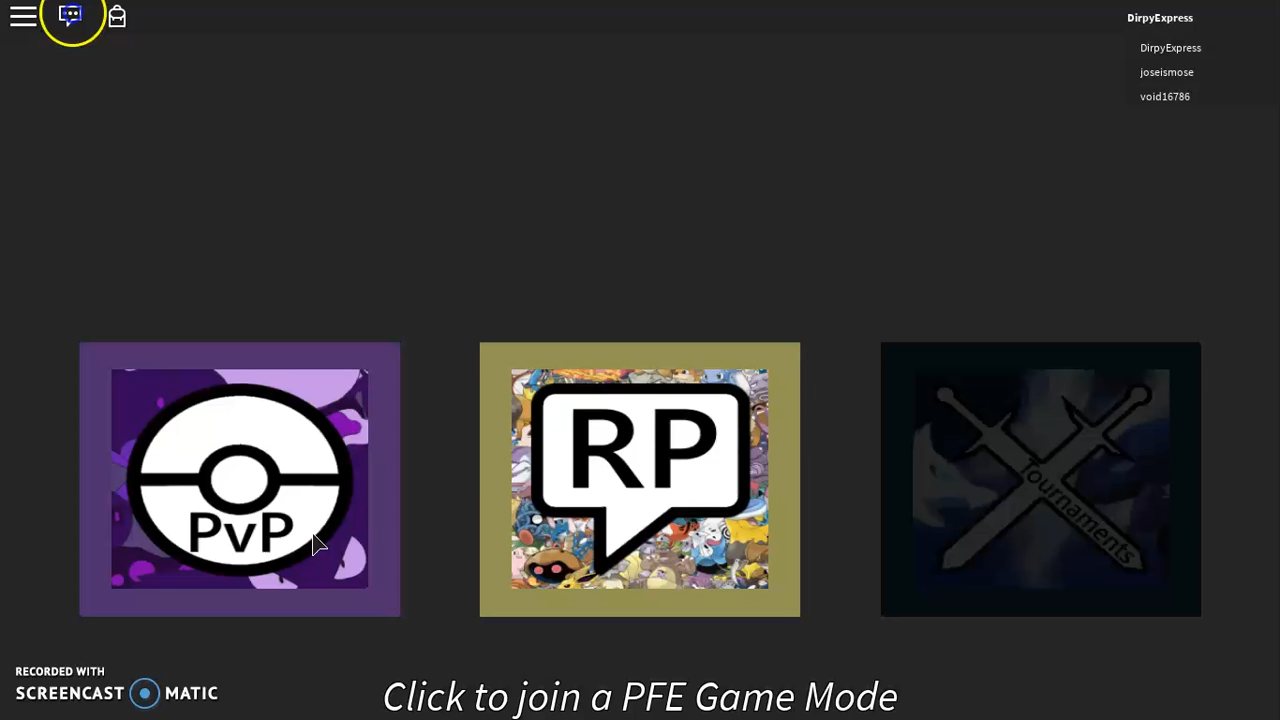 DirpyExpress
DirpyExpress
joseismose
void16786
PvP
RP
Tournaments
RECORDED WITH
SCREENCAST MATIC
Click to join a PFE Game Mode